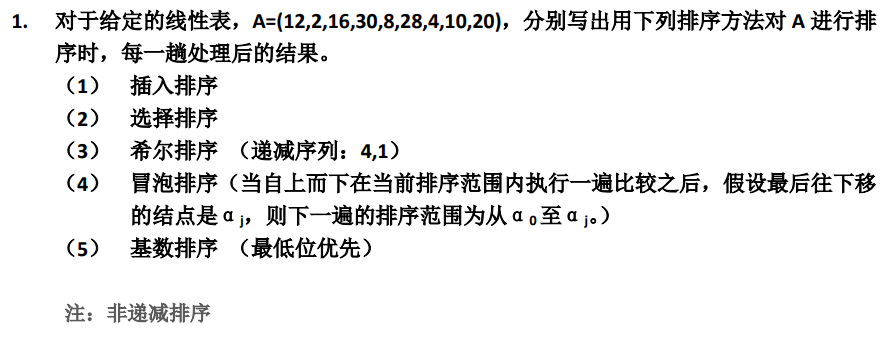 1. 对于给定的线性表，A=(12,2,16,30,8,28,4,10,20)，分别写出用下列排序方法对 A 进行排
序时，每一趟处理后的结果。
（1） 插入排序
（2） 选择排序
（3） 希尔排序 （递减序列：4,1）
（4） 冒泡排序（当自上而下在当前排序范围内执行一遍比较之后，假设最后往下移
的结点是αj，则下一遍的排序范围为从α0至αj。）
（5） 基数排序 （最低位优先）
注：非递减排序